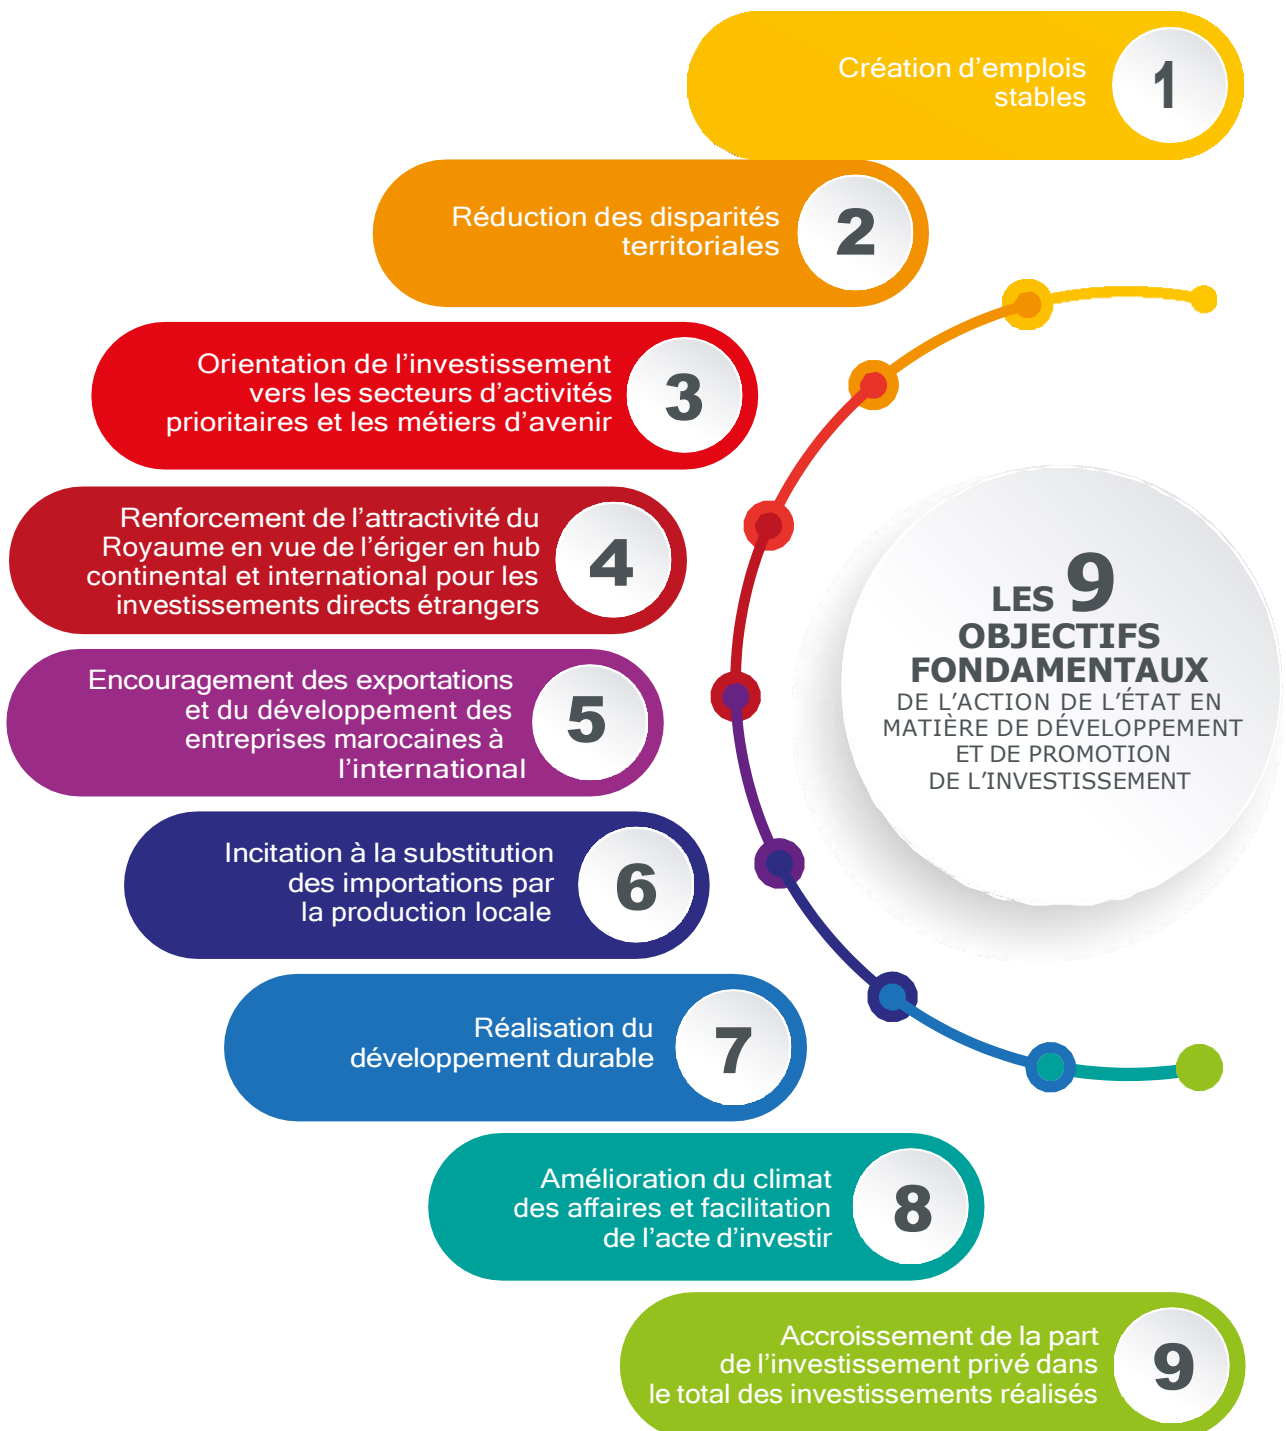 Création d’emplois
stables
1
Réduction des disparités
territoriales
2
Orientation de l’investissement
vers les secteurs d’activités
prioritaires et les métiers d’avenir
3
Renforcement de l’attractivité du
Royaume en vue de l’ériger en hub
continental et international pour les
investissements directs étrangers
4
Encouragement des exportations
et du développement des
entreprises marocaines à
l’international
5
Incitation à la substitution
des importations par
la production locale
6
Réalisation du
développement durable
7
Amélioration du climat
des affaires et facilitation
de l’acte d’investir
8
Accroissement de la part
de l’investissement privé dans
le total des investissements réalisés
9
LES 9
OBJECTIFS
FONDAMENTAUX
DE L’ACTION DE L’ÉTAT EN
MATIÈRE DE DÉVELOPPEMENT
ET DE PROMOTION
DE L’INVESTISSEMENT